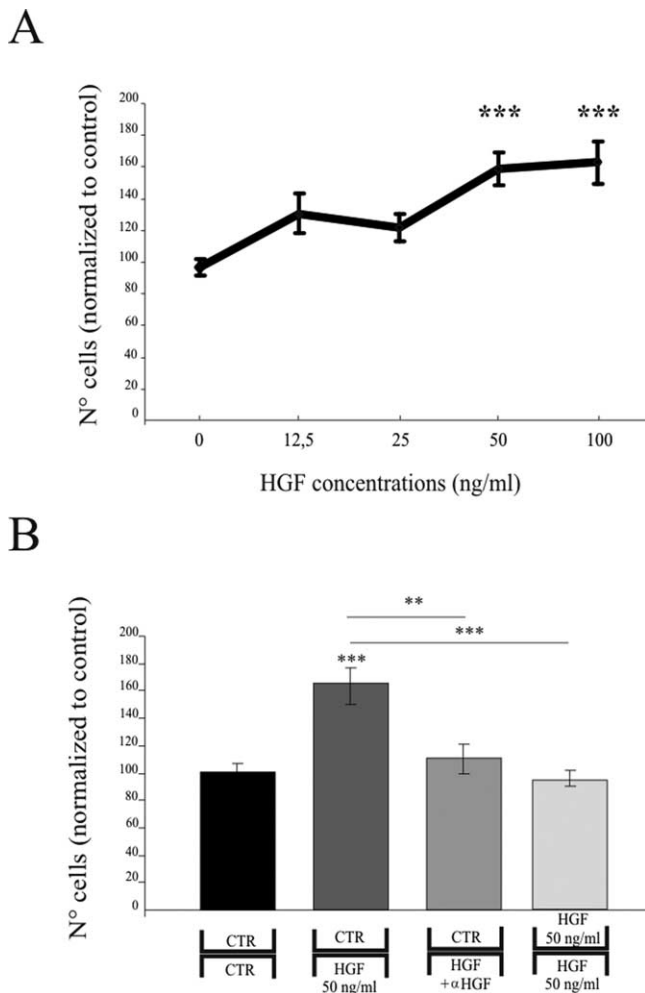 A
N° cells (normalized to control)
200
180
160
140
120
100
80
60
40
20
0
*** ***
0 12,5 25 50 100
HGF concentrations (ng/ml)
B
N° cells (normalized to control)
200
180
160
140
120
100
80
60
40
20
0
**
***
***
CTR
CTR
CTR
HGF
50 ng/ml
CTR
HGF
+αHGF
HGF
50 ng/ml
HGF
50 ng/ml